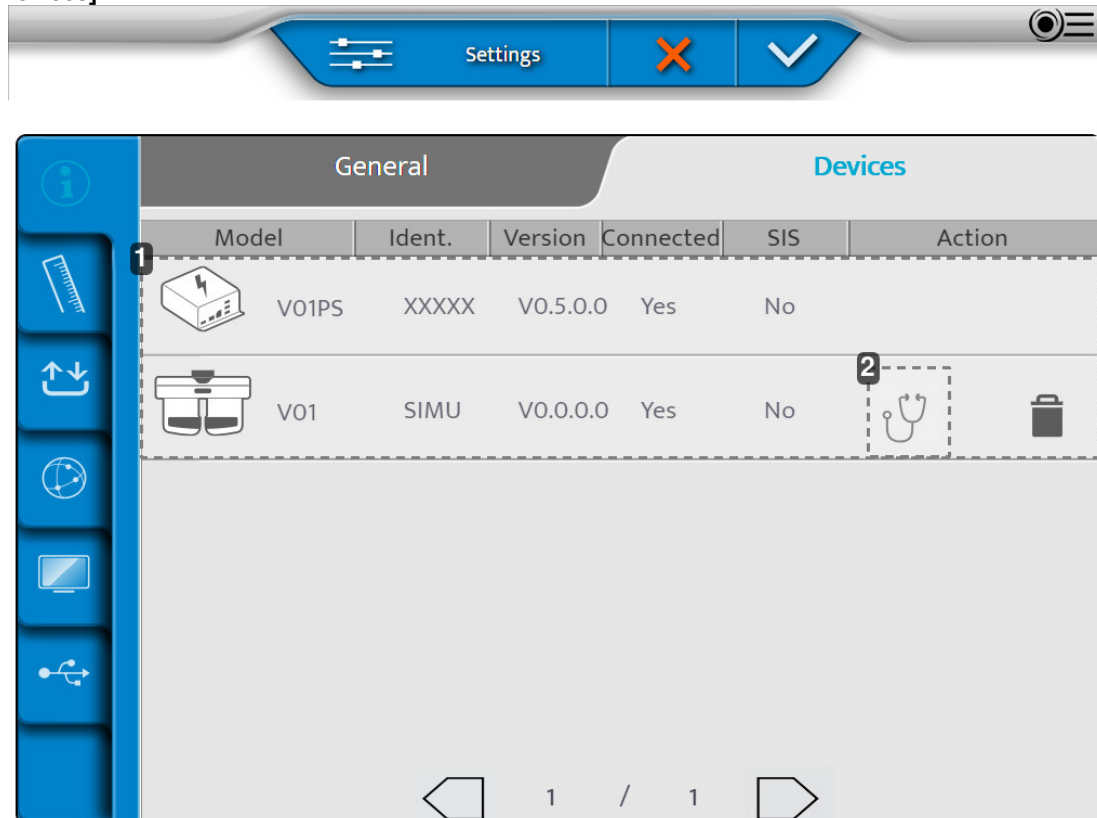 Settings
General Devices
Model Ident. Version Connected SIS Action
1
V01PS XXXXX V0.5.0.0 Yes No
2
V01 SIMU V0.0.0.0 Yes No
1 / 1